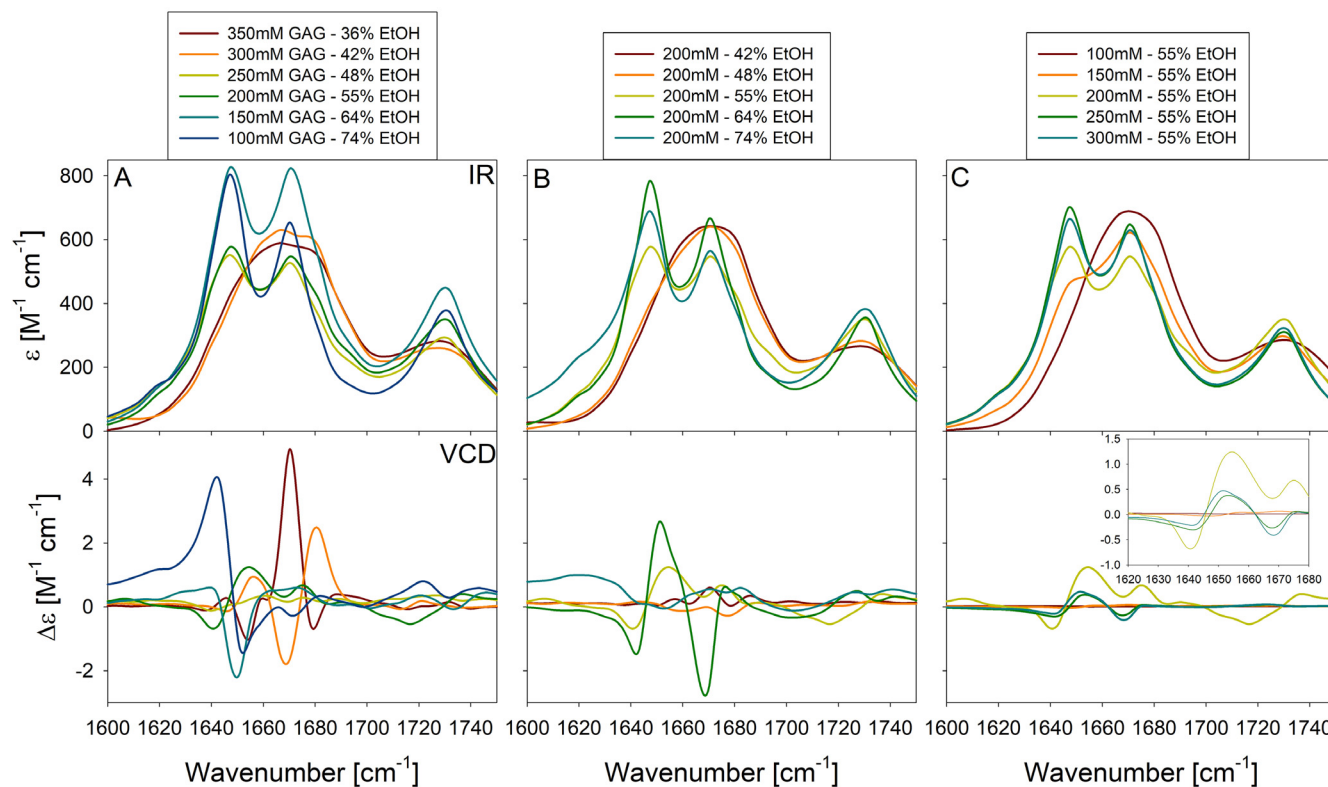 350mM GAG - 36% EtOH
300mM GAG - 42% EtOH
250mM GAG - 48% EtOH
200mM GAG - 55% EtOH
150mM GAG - 64% EtOH
100mM GAG - 74% EtOH
200mM - 42% EtOH
200mM - 48% EtOH
200mM - 55% EtOH
200mM - 64% EtOH
200mM - 74% EtOH
100mM - 55% EtOH
150mM - 55% EtOH
200mM - 55% EtOH
250mM - 55% EtOH
300mM - 55% EtOH
A
IR
B
C
800
600
400
200
0
ε [M⁻¹ cm⁻¹]
VCD
4
2
0
-2
Δε [M⁻¹ cm⁻¹]
1.5
1.0
0.5
0.0
-0.5
-1.0
1620 1630 1640 1650 1660 1670 1680
1600 1620 1640 1660 1680 1700 1720 1740
1600 1620 1640 1660 1680 1700 1720 1740
1600 1620 1640 1660 1680 1700 1720 1740
Wavenumber [cm⁻¹]
Wavenumber [cm⁻¹]
Wavenumber [cm⁻¹]